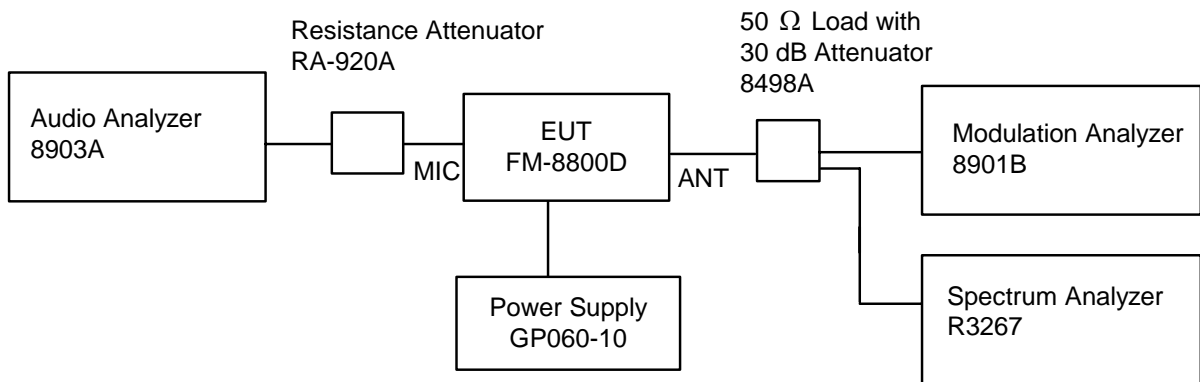 Resistance Attenuator
RA-920A
50 Ω Load with
30 dB Attenuator
8498A
Audio Analyzer
8903A
MIC
EUT
FM-8800D
ANT
Modulation Analyzer
8901B
Power Supply
GP060-10
Spectrum Analyzer
R3267